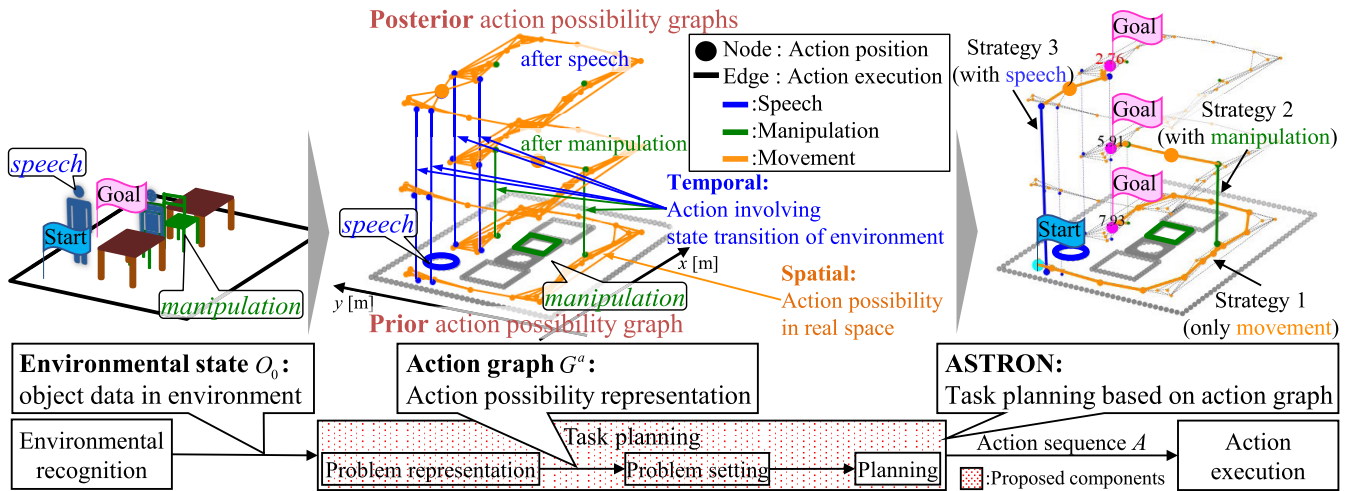 speech
Goal
Start
manipulation
Posterior action possibility graphs
after speech
after manipulation
speech
manipulation
Temporal:
Action involving
state transition of environment
x [m]
y [m]
Spatial:
Action possibility
in real space
Prior action possibility graph
Node : Action position
Edge : Action execution
:Speech
:Manipulation
:Movement
Strategy 3
(with speech)
Goal
2.76
Strategy 2
(with manipulation)
Goal
5.91
Goal
7.93
Start
Strategy 1
(only movement)
Environmental state O0:
object data in environment
Action graph Ga:
Action possibility representation
ASTRON:
Task planning based on action graph
Environmental
recognition
Task planning
Problem representation
Problem setting
Planning
Action sequence A
:Proposed components
Action
execution